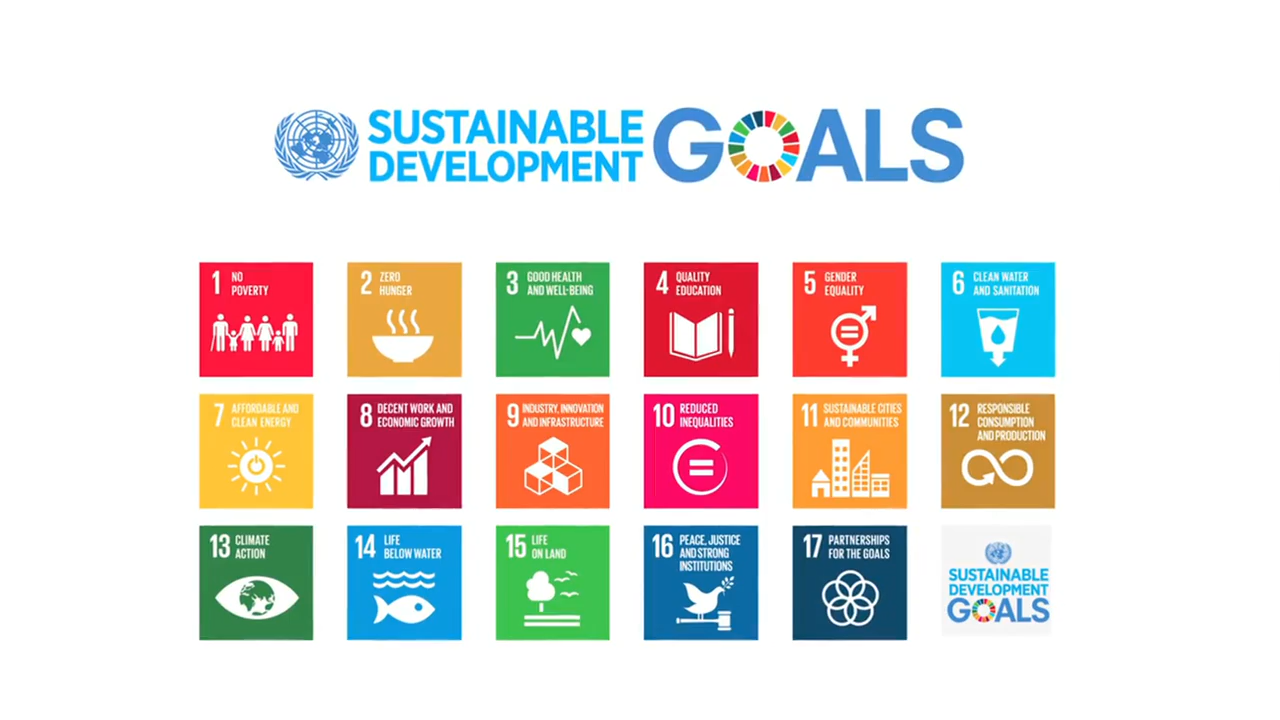 SUSTAINABLE
DEVELOPMENT
GOALS
1 NO
POVERTY
2 ZERO
HUNGER
3 GOOD HEALTH
AND WELL-BEING
4 QUALITY
EDUCATION
5 GENDER
EQUALITY
6 CLEAN WATER
AND SANITATION
7 AFFORDABLE AND
CLEAN ENERGY
8 DECENT WORK AND
ECONOMIC GROWTH
9 INDUSTRY, INNOVATION
AND INFRASTRUCTURE
10 REDUCED
INEQUALITIES
11 SUSTAINABLE CITIES
AND COMMUNITIES
12 RESPONSIBLE
CONSUMPTION
AND PRODUCTION
13 CLIMATE
ACTION
14 LIFE
BELOW WATER
15 LIFE
ON LAND
16 PEACE, JUSTICE
AND STRONG
INSTITUTIONS
17 PARTNERSHIPS
FOR THE GOALS
SUSTAINABLE
DEVELOPMENT
GOALS